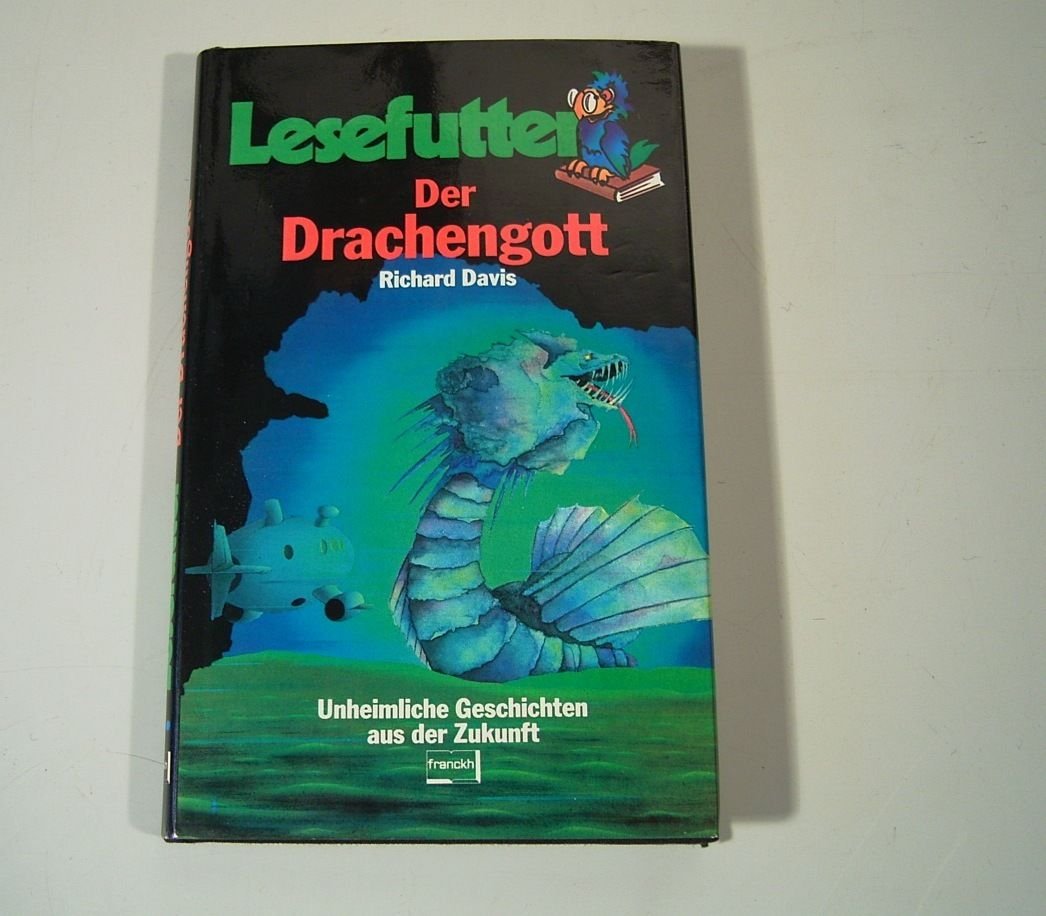 Lesefutter
Der
Drachengott
Richard Davis
Unheimliche Geschichten
aus der Zukunft
franckh